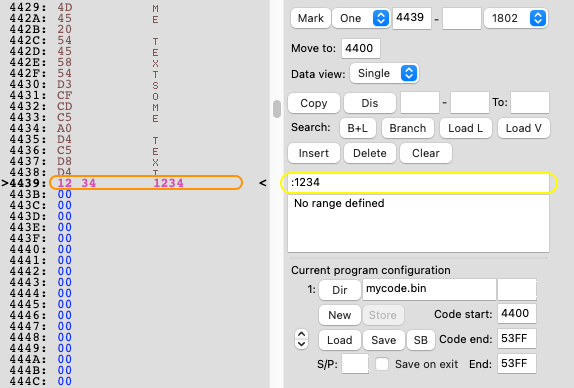 4429: 4D M
442A: 45 E
442B: 20
442C: 54 T
442D: 45 E
442E: 58 X
442F: 54 T
4430: D3 S
4431: CF O
4432: CD M
4433: C5 E
4434: A0
4435: D4 T
4436: C5 E
4437: D8 X
4438: D4 T
>4439: 12 34 1234 <
443B: 00
443C: 00
443D: 00
443E: 00
443F: 00
4440: 00
4441: 00
4442: 00
4443: 00
4444: 00
4445: 00
4446: 00
4447: 00
4448: 00
4449: 00
444A: 00
444B: 00
444C: 00
Mark One 4439 - 1802
Move to: 4400
Data view: Single
Copy Dis - To:
Search: B+L Branch Load L Load V
Insert Delete Clear
:1234
No range defined
Current program configuration
1: Dir mycode.bin
New Store Code start: 4400
Load Save SB Code end: 53FF
S/P: Save on exit End: 53FF